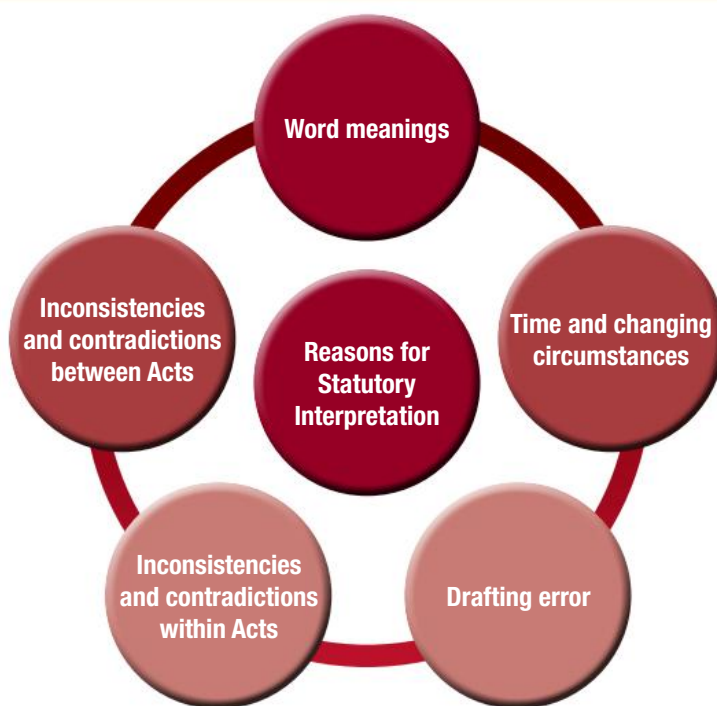 Word meanings
Time and changing
circumstances
Drafting error
Inconsistencies
and contradictions
within Acts
Inconsistencies
and contradictions
between Acts
Reasons for
Statutory
Interpretation